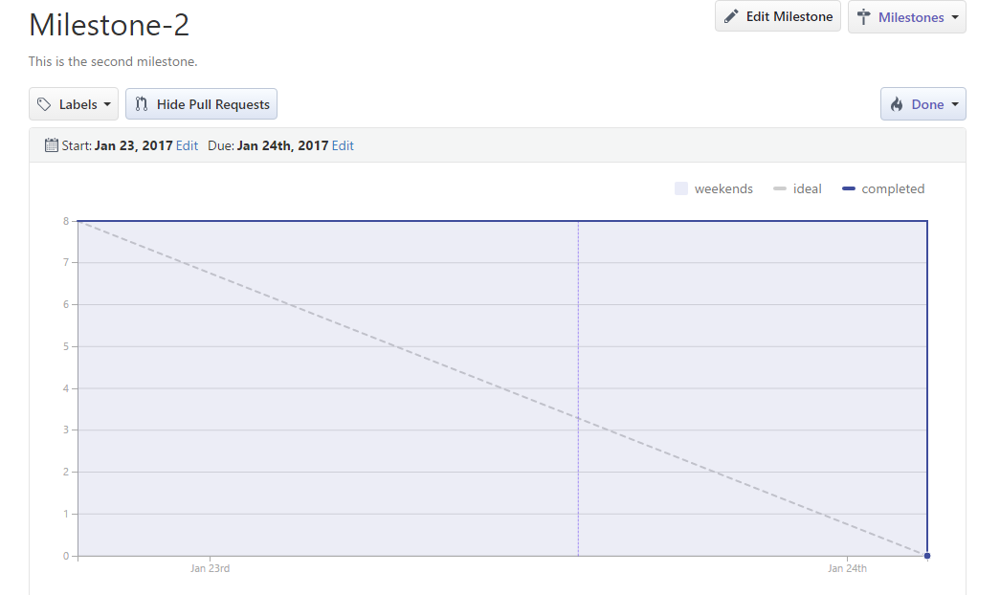 Milestone-2
Edit Milestone
Milestones
This is the second milestone.
Labels
Hide Pull Requests
Done
Start: Jan 23, 2017 Edit Due: Jan 24th, 2017 Edit
weekends ideal completed
8
7
6
5
4
3
2
1
0
Jan 23rd Jan 24th